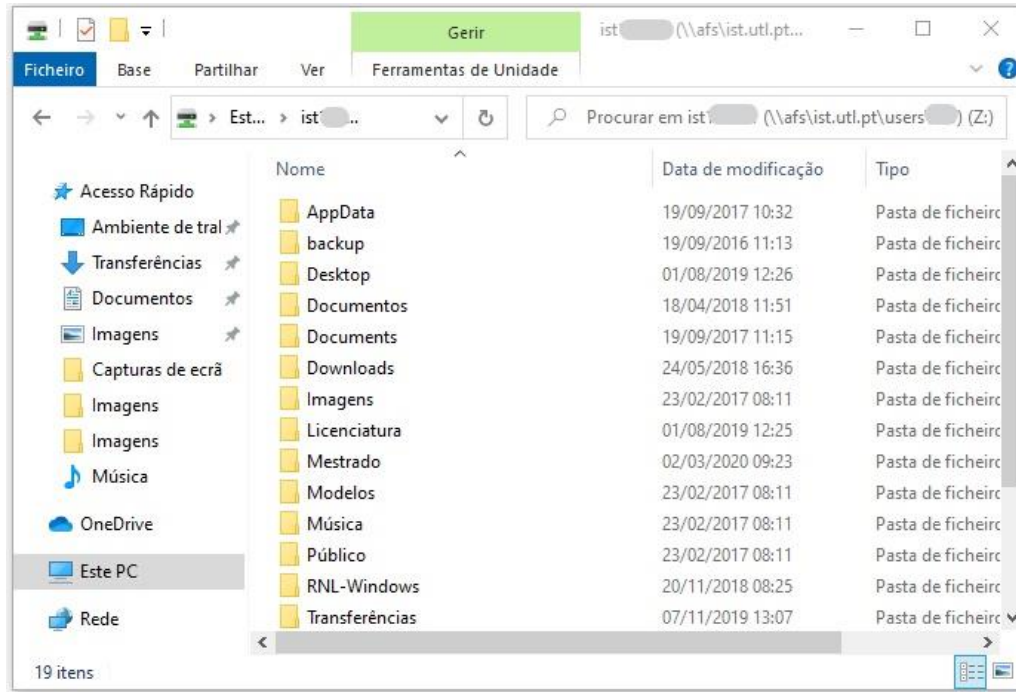 Gerir
ist (\\afs\ist.utl.pt...
Ficheiro Base Partilhar Ver Ferramentas de Unidade
Est... ist ..
Procurar em ist (\\afs\ist.utl.pt\users ) (Z:)
Nome Data de modificação Tipo
Acesso Rápido
Ambiente de tral
Transferências
Documentos
Imagens
Capturas de ecrã
Imagens
Imagens
Música
OneDrive
Este PC
Rede
AppData 19/09/2017 10:32 Pasta de ficheirc
backup 19/09/2016 11:13 Pasta de ficheirc
Desktop 01/08/2019 12:26 Pasta de ficheirc
Documentos 18/04/2018 11:51 Pasta de ficheirc
Documents 19/09/2017 11:15 Pasta de ficheirc
Downloads 24/05/2018 16:36 Pasta de ficheirc
Imagens 23/02/2017 08:11 Pasta de ficheirc
Licenciatura 01/08/2019 12:25 Pasta de ficheirc
Mestrado 02/03/2020 09:23 Pasta de ficheirc
Modelos 23/02/2017 08:11 Pasta de ficheirc
Música 23/02/2017 08:11 Pasta de ficheirc
Público 23/02/2017 08:11 Pasta de ficheirc
RNL-Windows 20/11/2018 08:25 Pasta de ficheirc
Transferências 07/11/2019 13:07 Pasta de ficheirc
19 itens